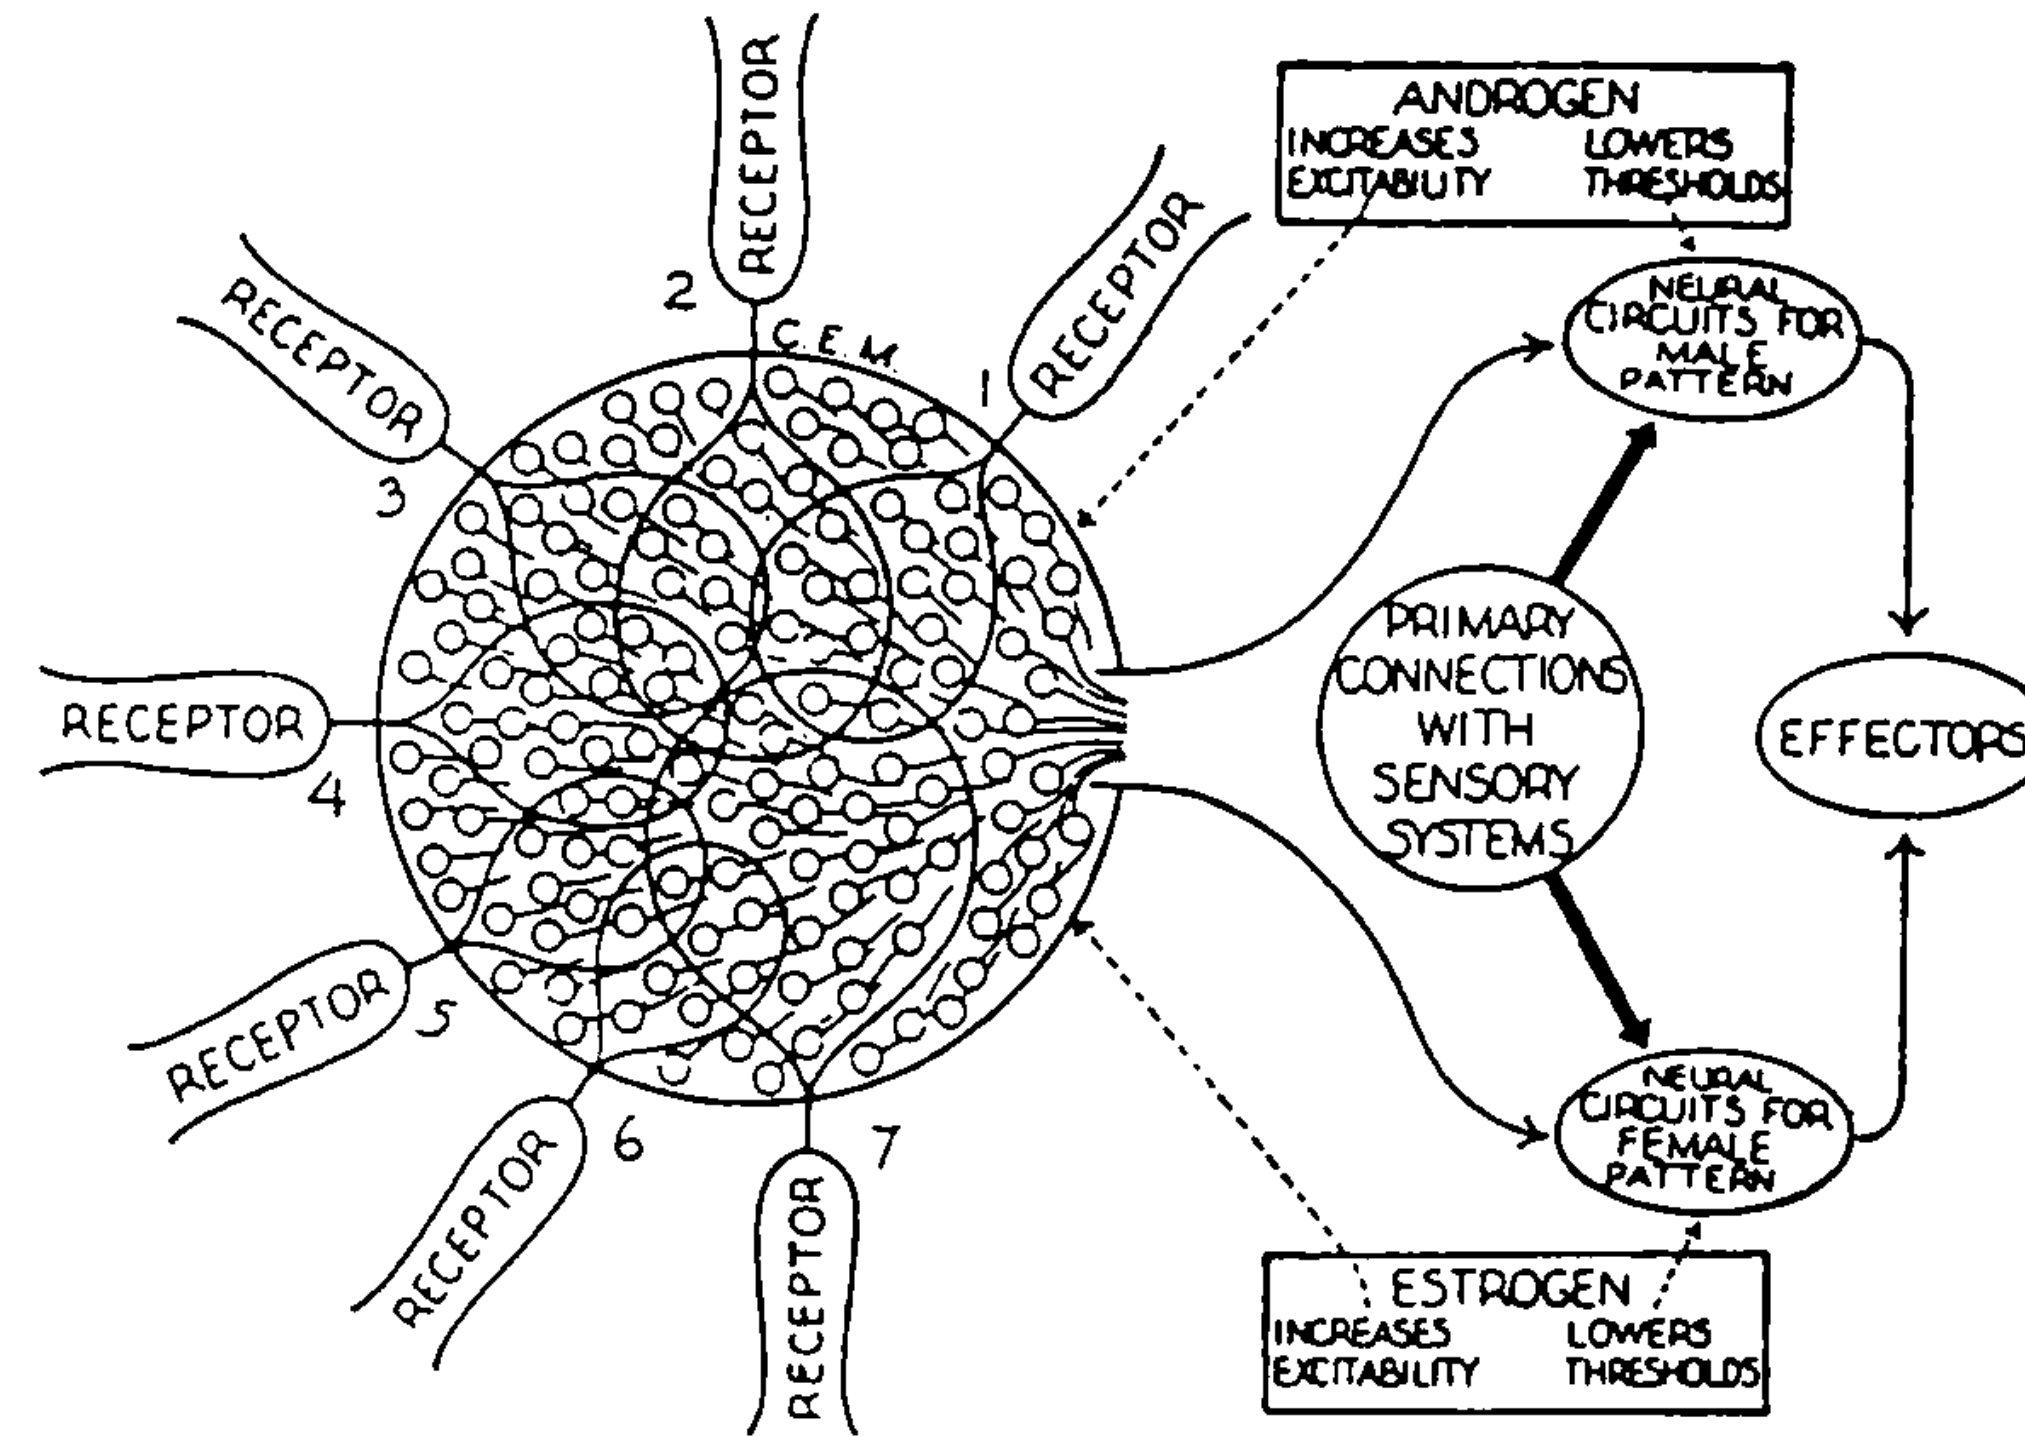 RECEPTOR
2
C.E.M.
1
RECEPTOR
RECEPTOR
3
RECEPTOR
4
RECEPTOR
5
RECEPTOR
6
RECEPTOR
7
ANDROGEN
INCREASES LOWERS
EXCITABILITY THRESHOLDS
NEURAL
CIRCUITS FOR
MALE
PATTERN
PRIMARY
CONNECTIONS
WITH
SENSORY
SYSTEMS
EFFECTORS
NEURAL
CIRCUITS FOR
FEMALE
PATTERN
ESTROGEN
INCREASES LOWERS
EXCITABILITY THRESHOLDS